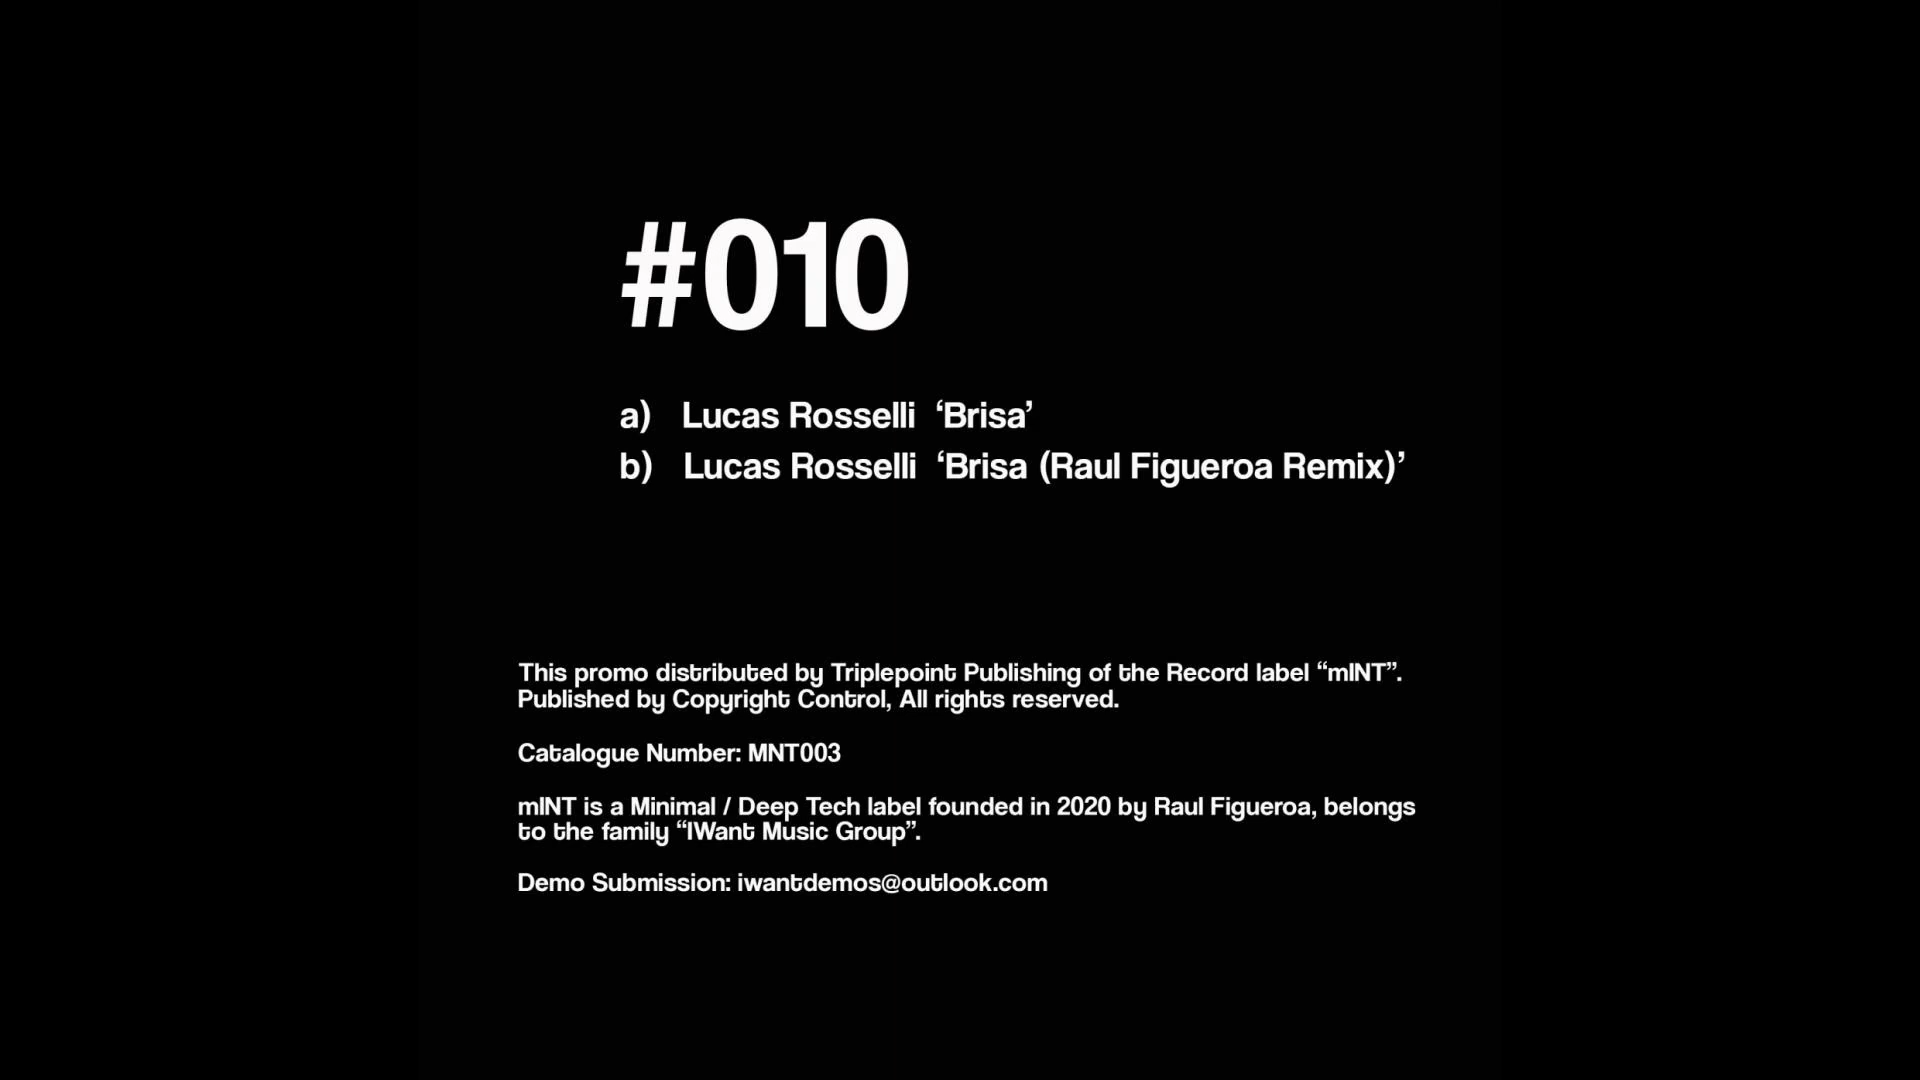 #010
a) Lucas Rosselli ‘Brisa’
b) Lucas Rosselli ‘Brisa (Raul Figueroa Remix)’
This promo distributed by Triplepoint Publishing of the Record label “mINT”.
Published by Copyright Control, All rights reserved.
Catalogue Number: MNT003
mINT is a Minimal / Deep Tech label founded in 2020 by Raul Figueroa, belongs
to the family “IWant Music Group”.
Demo Submission: iwantdemos@outlook.com